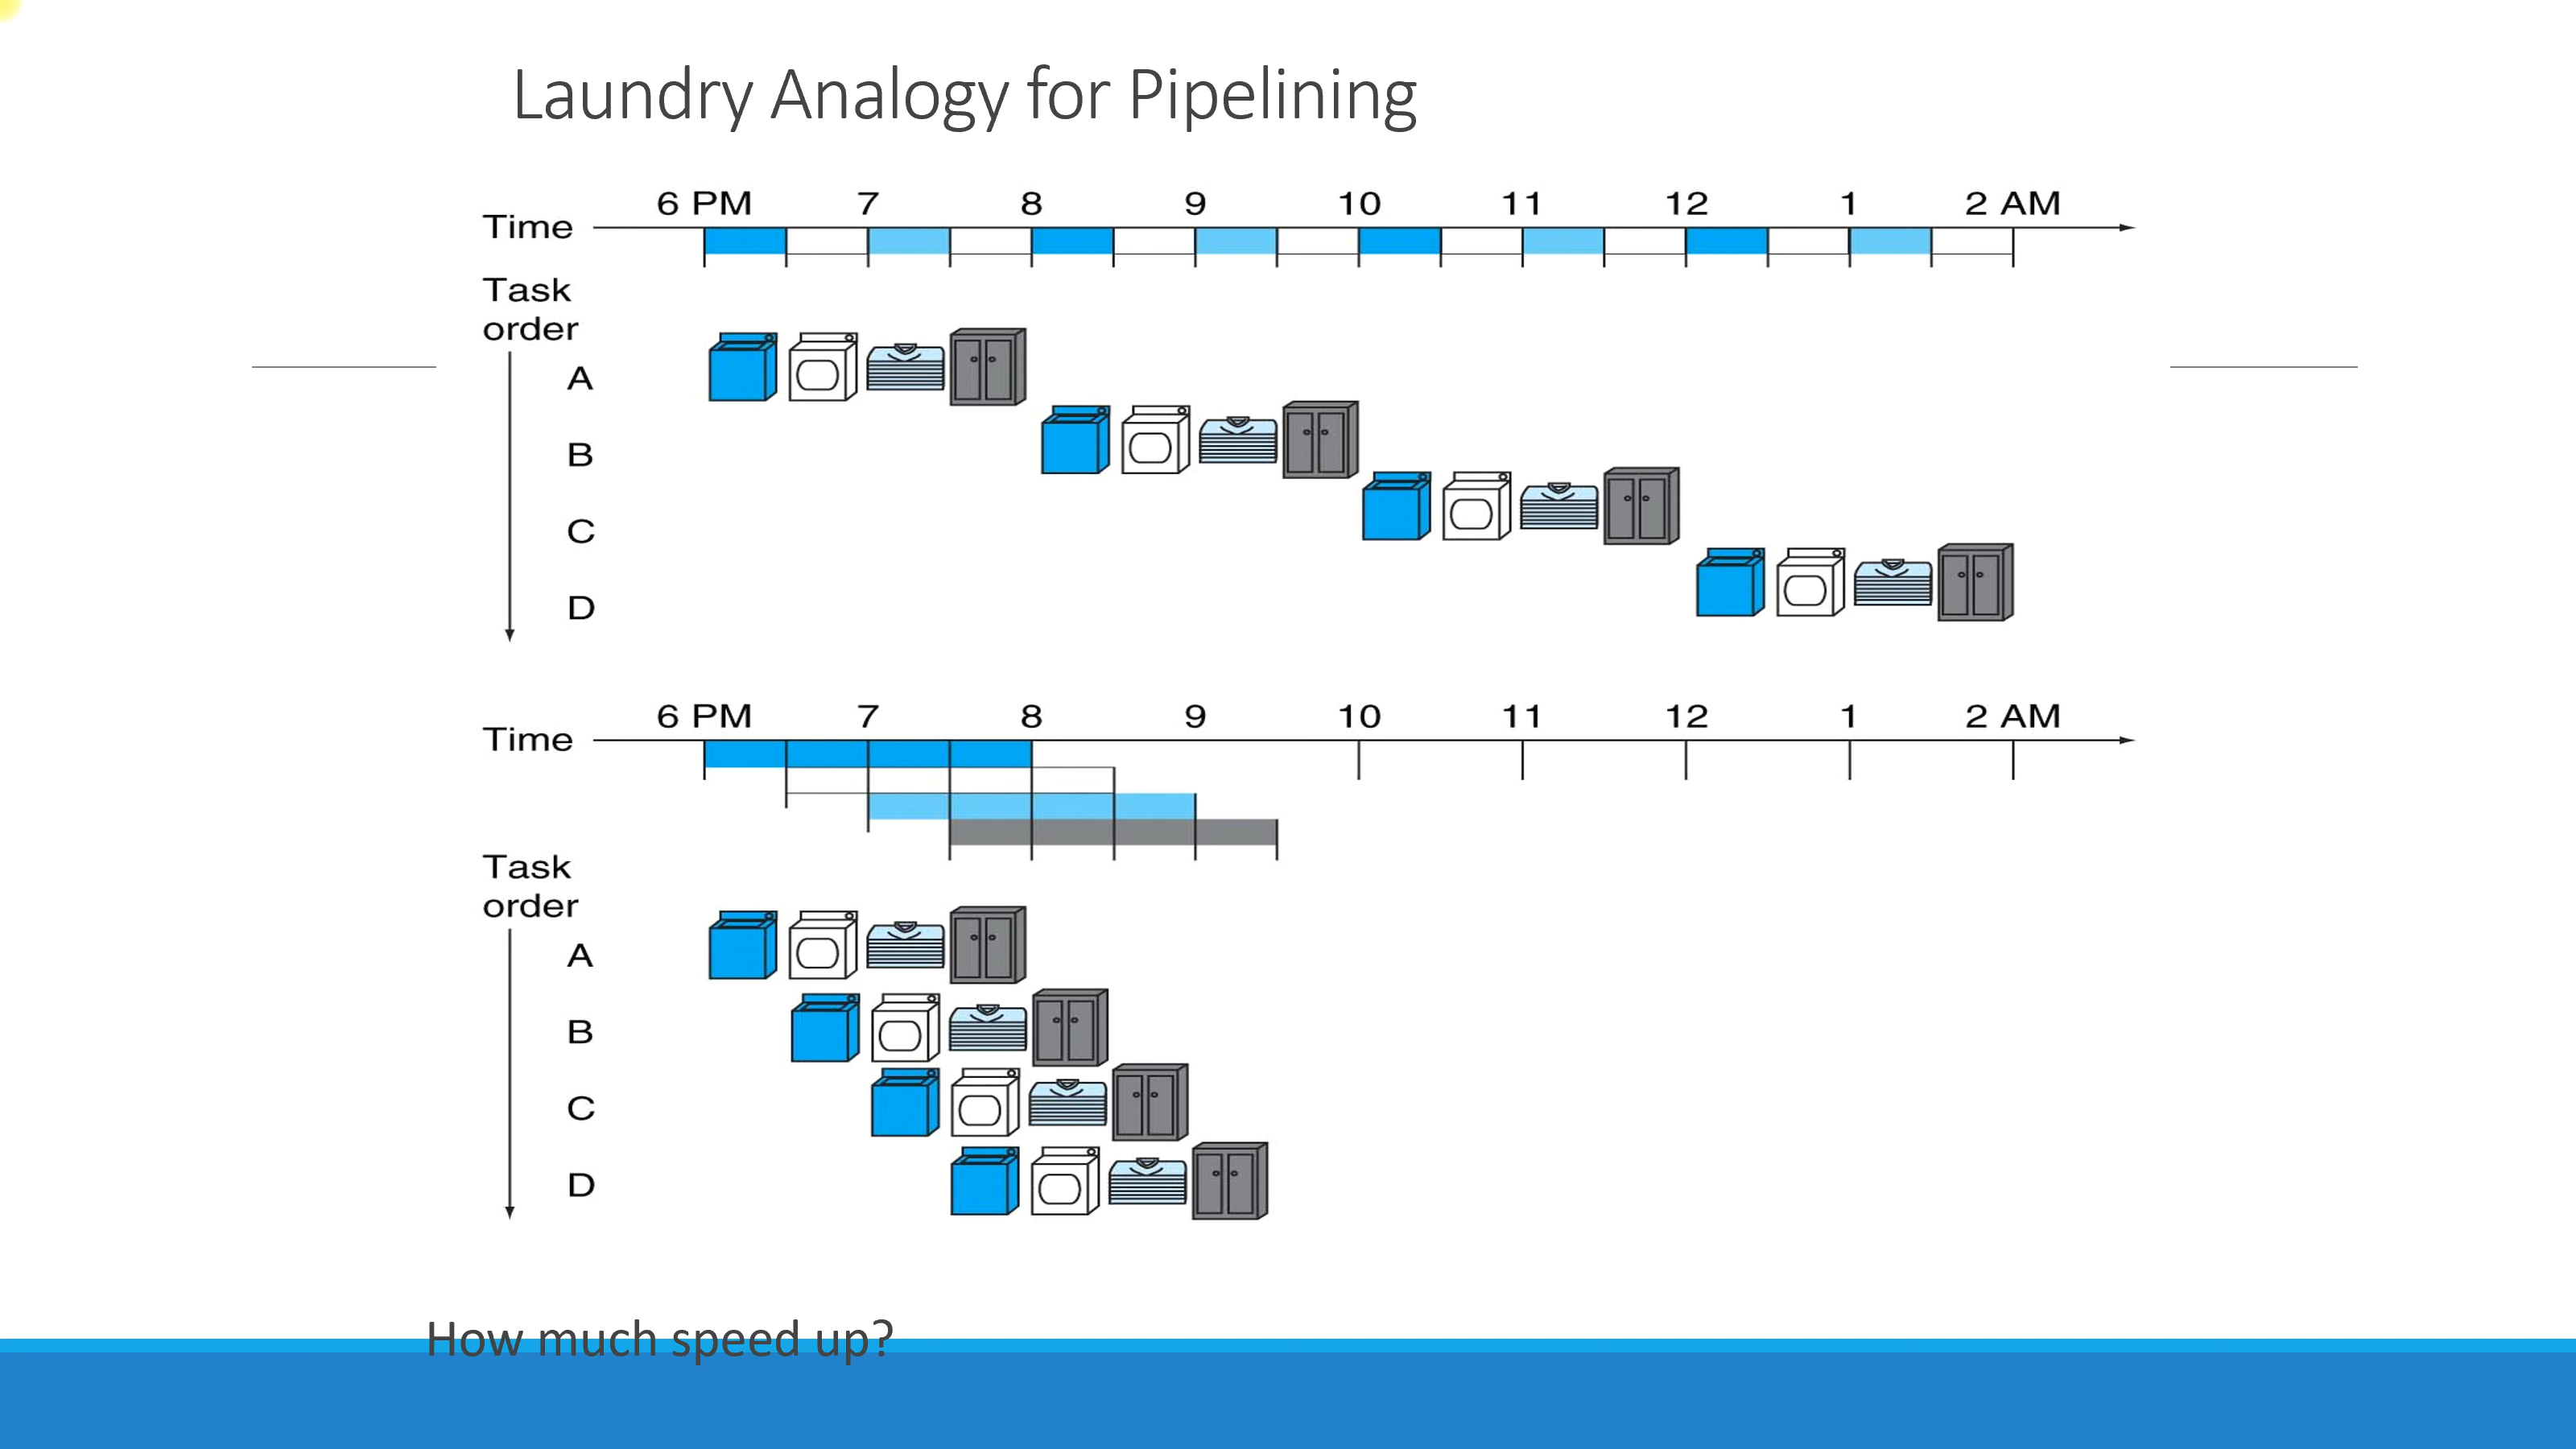 Laundry Analogy for Pipelining
6 PM 7 8 9 10 11 12 1 2 AM
Time
Task
order
A
B
C
D
6 PM 7 8 9 10 11 12 1 2 AM
Time
Task
order
A
B
C
D
How much speed up?